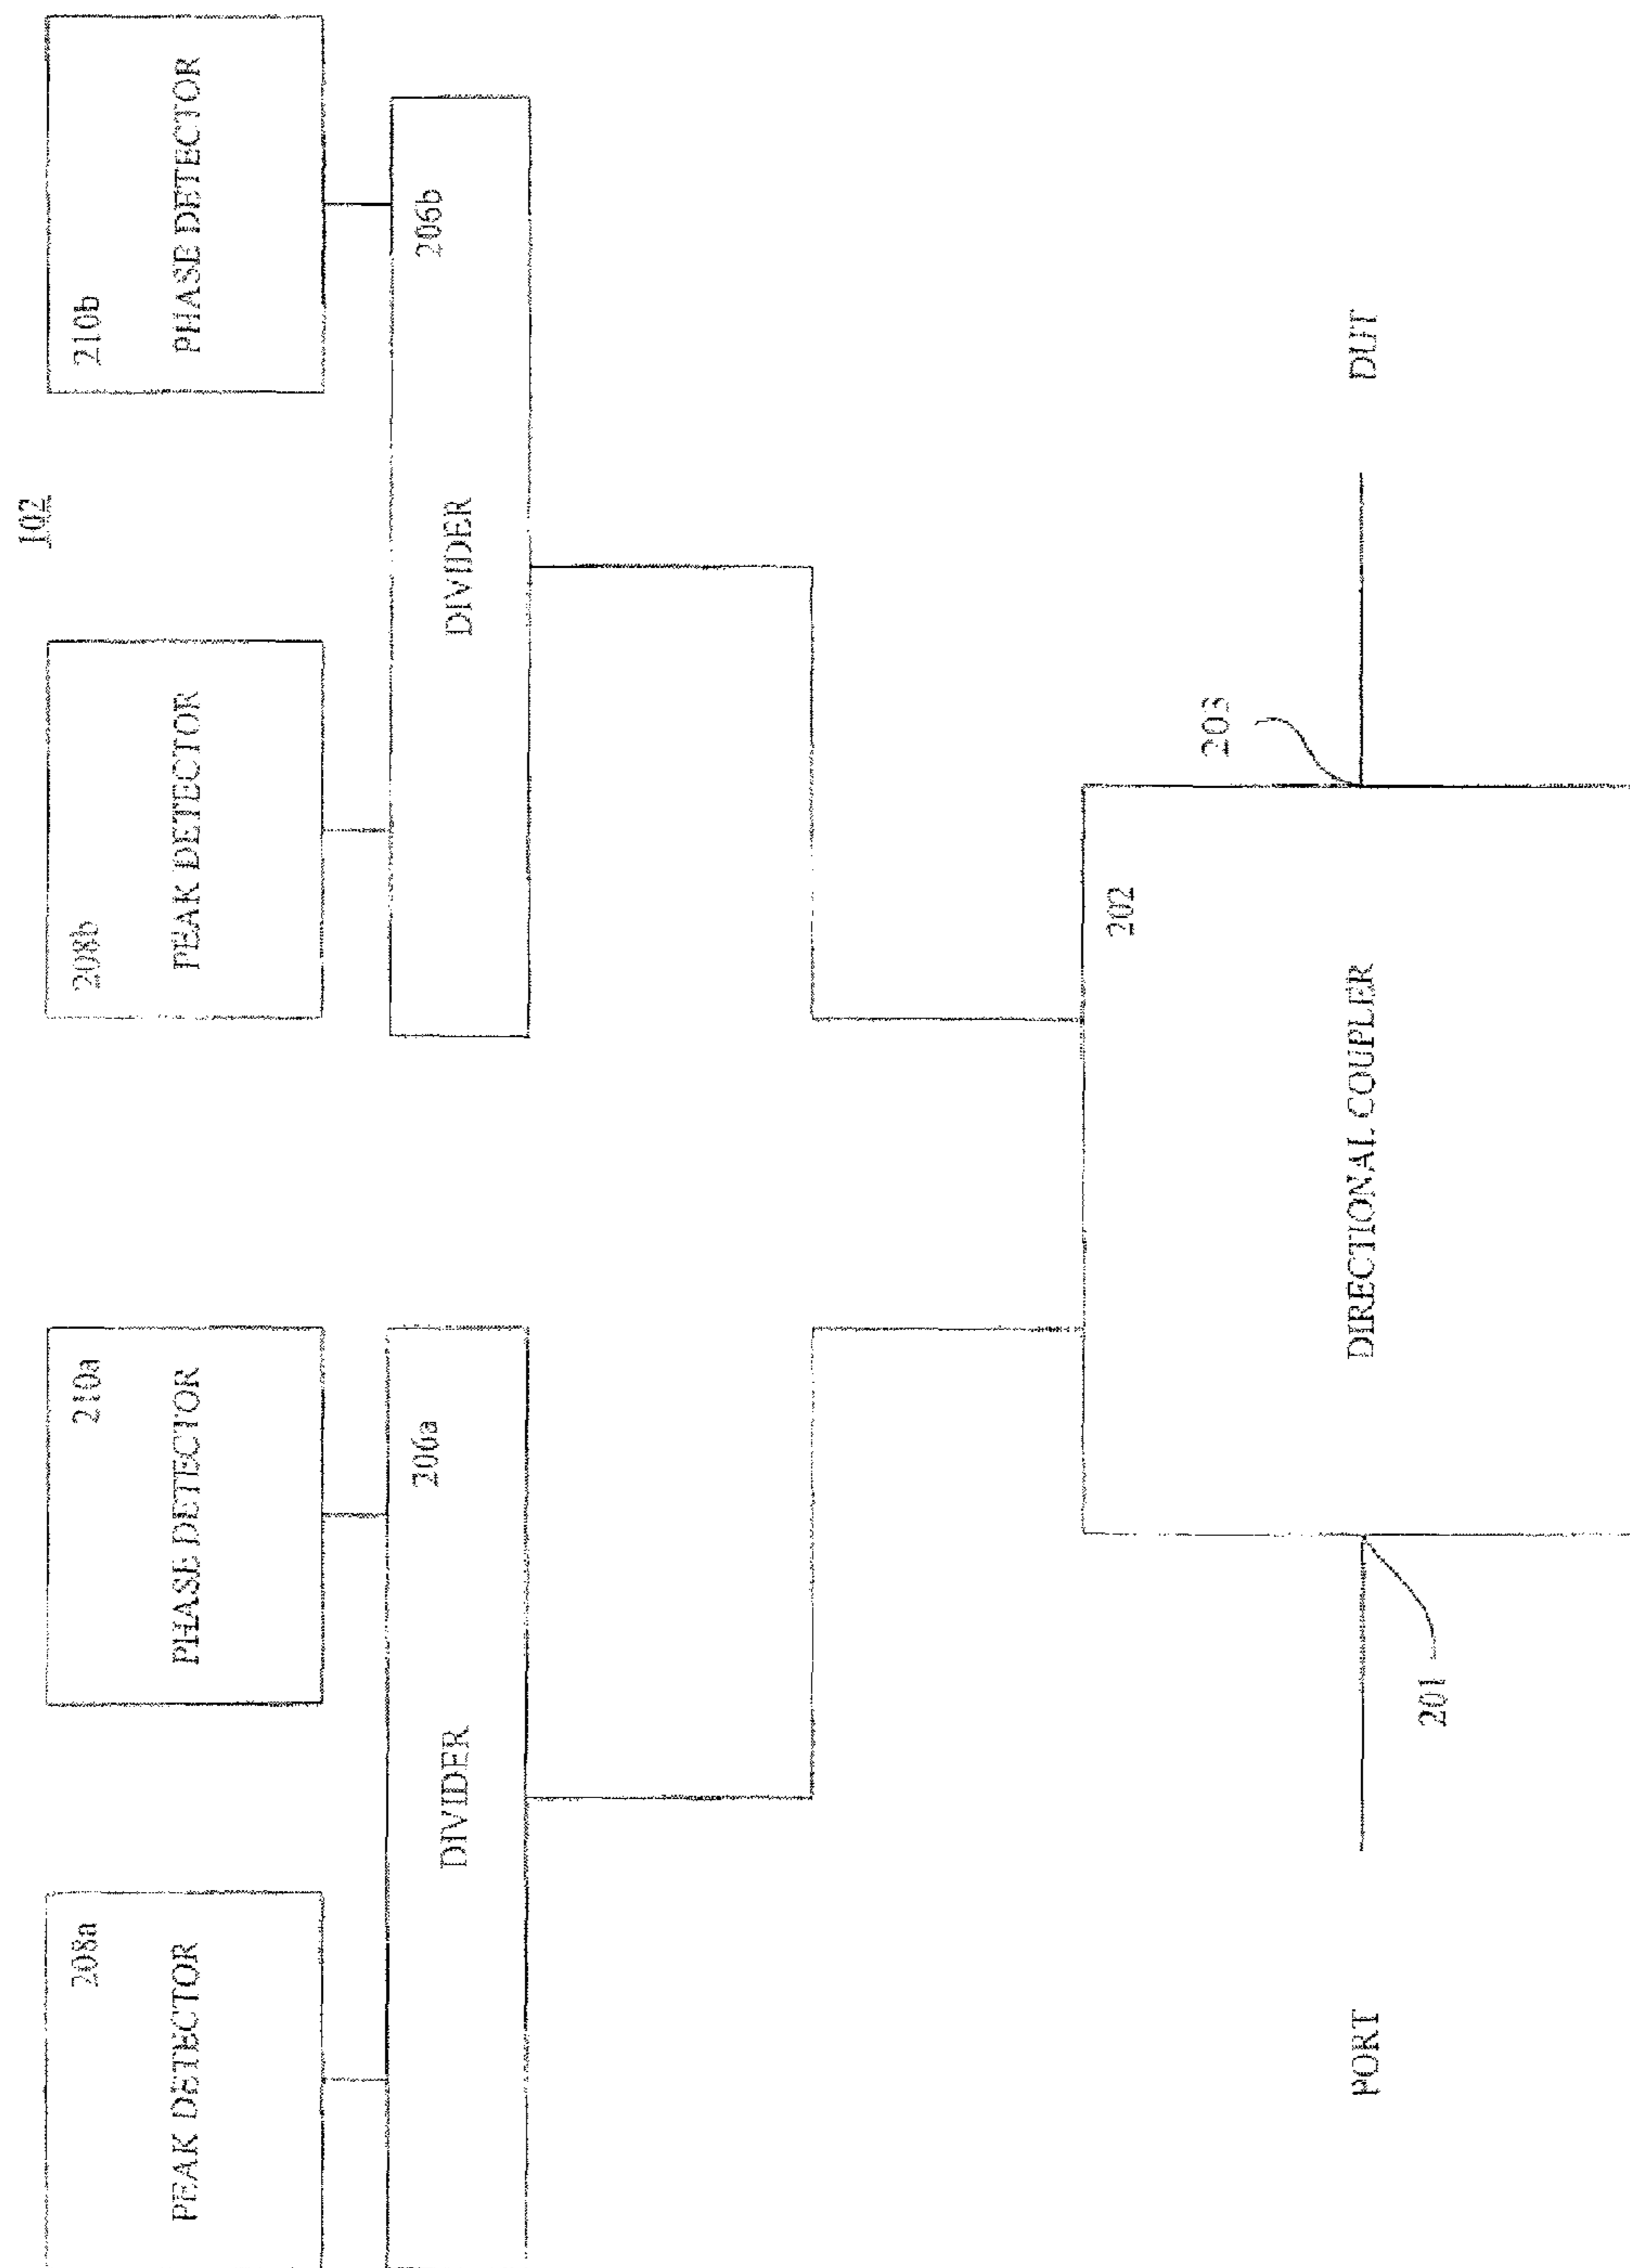 102
208a
PEAK DETECTOR
210a
PHASE DETECTOR
208b
PEAK DETECTOR
210b
PHASE DETECTOR
206a
DIVIDER
206b
DIVIDER
202
DIRECTIONAL COUPLER
203
201
PORT
DUT